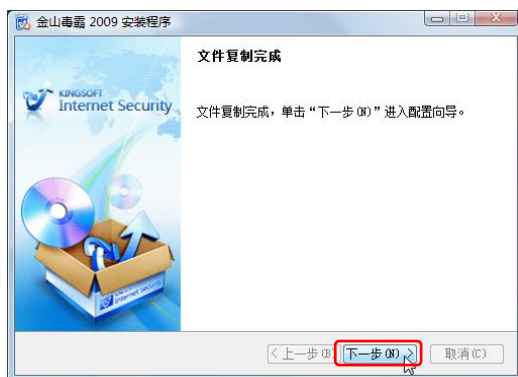 金山毒霸 2009 安装程序
文件复制完成
KINGSOFT
Internet Security
文件复制完成，单击“下一步(N)”进入配置向导。
Internet Security
<上一步(B) 下一步(N) > 取消(C)